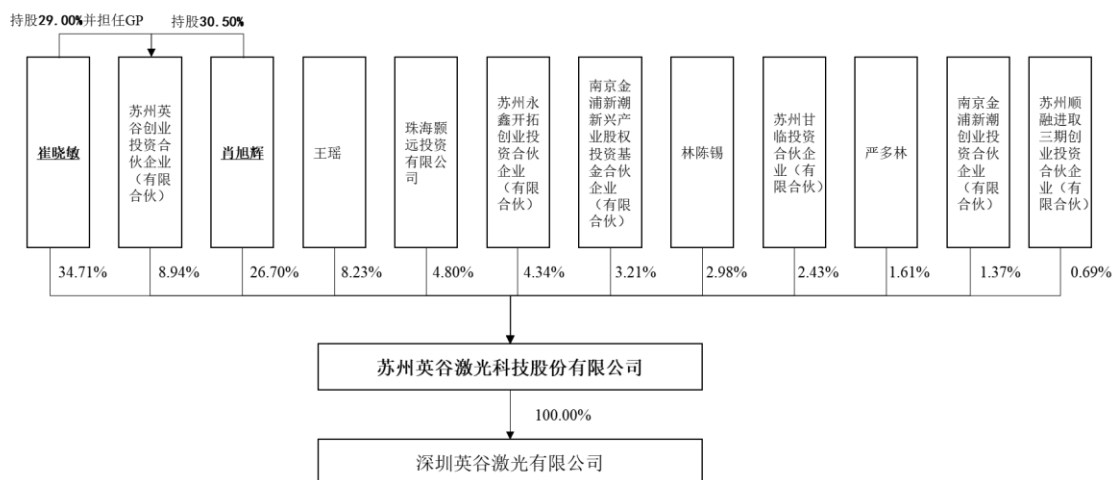 持股29.00%并担任GP
持股30.50%
崔晓敏
苏州英
谷创业
投资合
伙企业
（有限
合伙）
肖旭辉
王瑶
珠海颢
远投资
有限公
司
苏州永
鑫开拓
创业投
资合伙
企业
（有限
合伙）
南京金
浦新潮
新兴产
业股权
投资基
金合伙
企业
（有限
合伙）
林陈锡
苏州甘
临投资
合伙企
业（有
限合伙）
严多林
南京金
浦新潮
创业投
资合伙
企业
（有限
合伙）
苏州顺
融进取
三期创
业投资
合伙企
业（有
限合伙）
34.71%
8.94%
26.70%
8.23%
4.80%
4.34%
3.21%
2.98%
2.43%
1.61%
1.37%
0.69%
苏州英谷激光科技股份有限公司
100.00%
深圳英谷激光有限公司